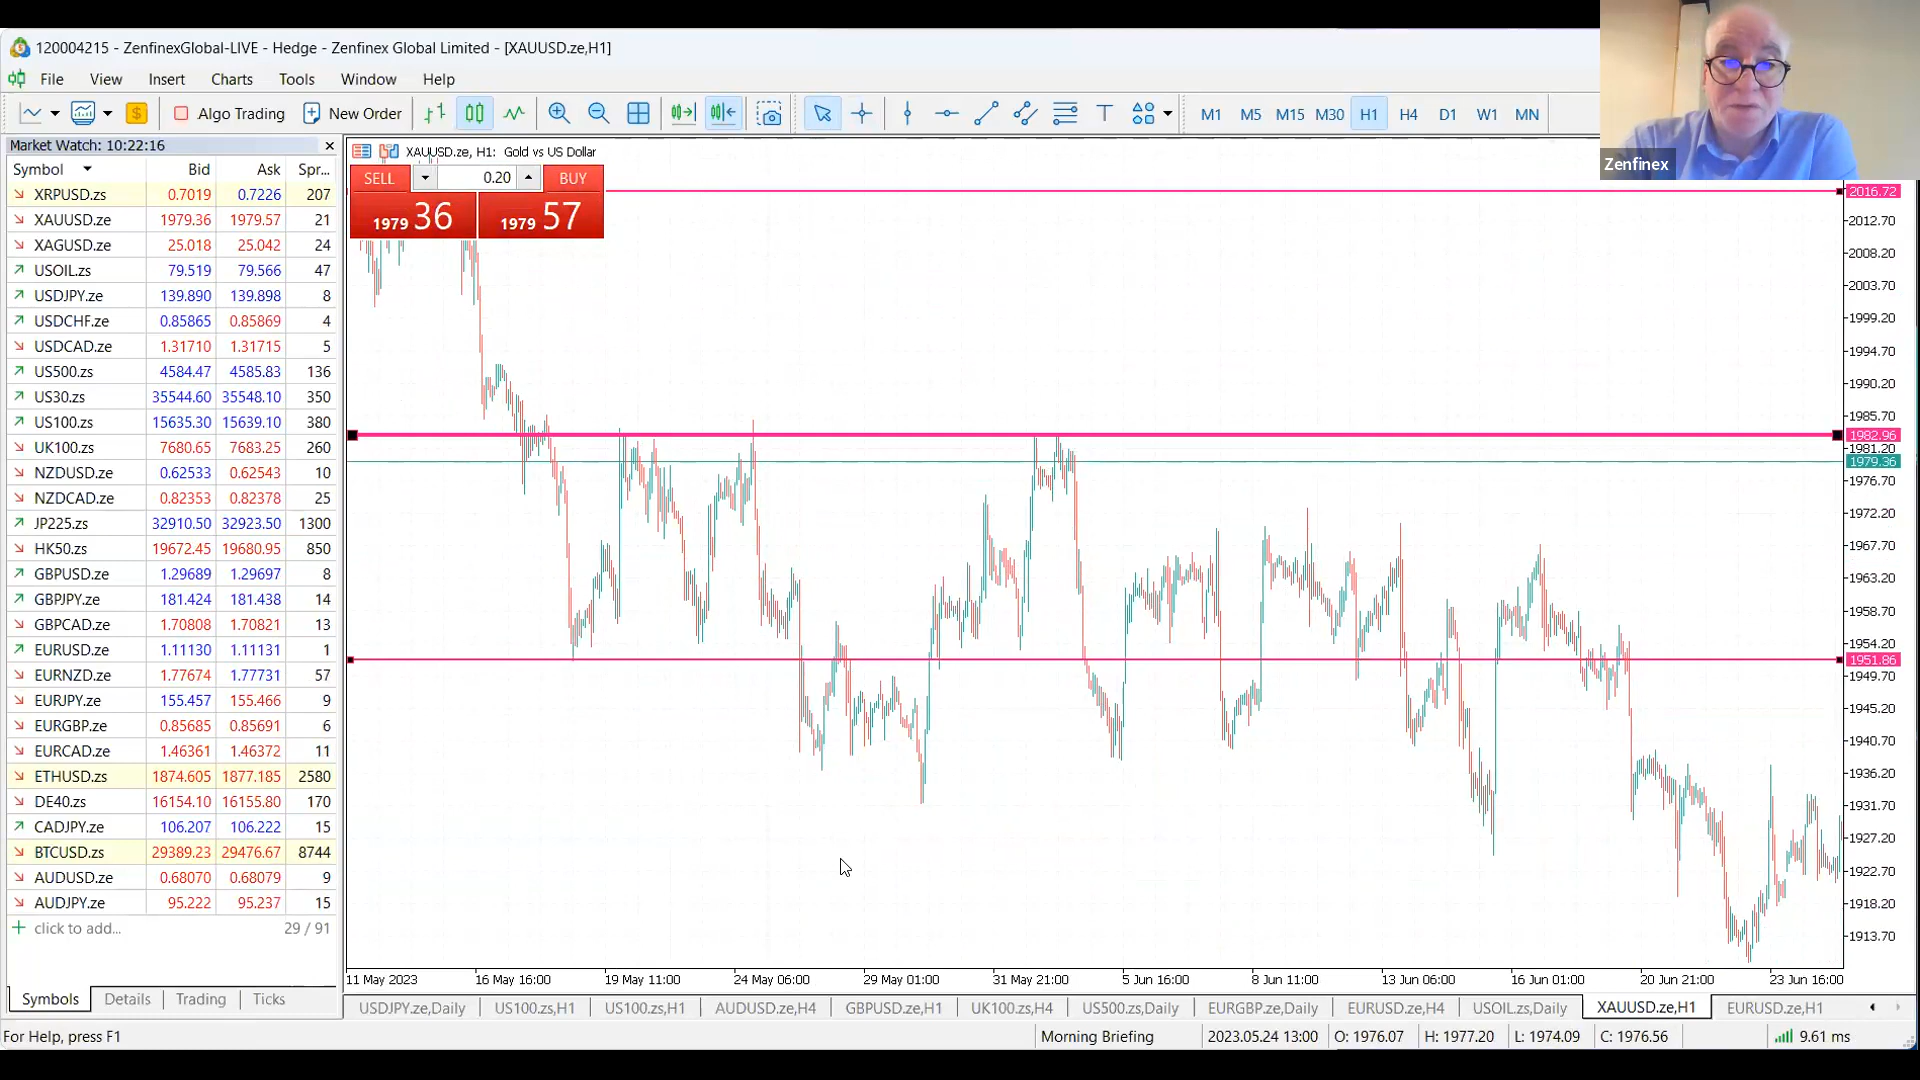 120004215 - ZenfinexGlobal-LIVE - Hedge - Zenfinex Global Limited - [XAUUSD.ze,H1]
File View Insert Charts Tools Window Help
Algo Trading New Order M1 M5 M15 M30 H1 H4 D1 W1 MN
Zenfinex
Market Watch: 10:22:16
Symbol Bid Ask Spr...
XRPUSD.zs 0.7019 0.7226 207
XAUUSD.ze 1979.36 1979.57 21
XAGUSD.ze 25.018 25.042 24
USOIL.zs 79.519 79.566 47
USDJPY.ze 139.890 139.898 8
USDCHF.ze 0.85865 0.85869 4
USDCAD.ze 1.31710 1.31715 5
US500.zs 4584.47 4585.83 136
US30.zs 35544.60 35548.10 350
US100.zs 15635.30 15639.10 380
UK100.zs 7680.65 7683.25 260
NZDUSD.ze 0.62533 0.62543 10
NZDCAD.ze 0.82353 0.82378 25
JP225.zs 32910.50 32923.50 1300
HK50.zs 19672.45 19680.95 850
GBPUSD.ze 1.29689 1.29697 8
GBPJPY.ze 181.424 181.438 14
GBPCAD.ze 1.70808 1.70821 13
EURUSD.ze 1.11130 1.11131 1
EURNZD.ze 1.77674 1.77731 57
EURJPY.ze 155.457 155.466 9
EURGBP.ze 0.85685 0.85691 6
EURCAD.ze 1.46361 1.46372 11
ETHUSD.zs 1874.605 1877.185 2580
DE40.zs 16154.10 16155.80 170
CADJPY.ze 106.207 106.222 15
BTCUSD.zs 29389.23 29476.67 8744
AUDUSD.ze 0.68070 0.68079 9
AUDJPY.ze 95.222 95.237 15
click to add... 29 / 91
Symbols Details Trading Ticks
XAUUSD.ze, H1: Gold vs US Dollar
SELL 0.20 BUY
1979 36 1979 57
2016.72
2012.70
2008.20
2003.70
1999.20
1994.70
1990.20
1985.70
1982.96
1981.20
1979.36
1976.70
1972.20
1967.70
1963.20
1958.70
1954.20
1951.86
1949.70
1945.20
1940.70
1936.20
1931.70
1927.20
1922.70
1918.20
1913.70
11 May 2023 16 May 16:00 19 May 11:00 24 May 06:00 29 May 01:00 31 May 21:00 5 Jun 16:00 8 Jun 11:00 13 Jun 06:00 16 Jun 01:00 20 Jun 21:00 23 Jun 16:00
USDJPY.ze,Daily US100.zs,H1 US100.zs,H1 AUDUSD.ze,H4 GBPUSD.ze,H1 UK100.zs,H4 US500.zs,Daily EURGBP.ze,Daily EURUSD.ze,H4 USOIL.zs,Daily XAUUSD.ze,H1 EURUSD.ze,H1
For Help, press F1 Morning Briefing 2023.05.24 13:00 O: 1976.07 H: 1977.20 L: 1974.09 C: 1976.56 9.61 ms